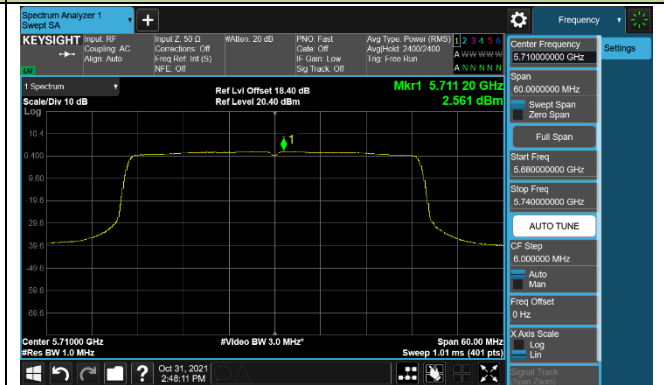 Spectrum Analyzer 1
Swept SA
Frequency
KEYSIGHT
Input: RF
Coupling: AC
Align: Auto
Input Z: 50 Ω
Corrections: Off
Freq Ref: Int (S)
NFE: Off
#Atten: 20 dB
PNO: Fast
Gate: Off
IF Gain: Low
Sig Track: Off
Avg Type: Power (RMS)
Avg|Hold: 2400/2400
Trig: Free Run
1 2 3 4 5 6
A W W W W W
A N N N N N
LVI
1 Spectrum
Scale/Div 10 dB
Log
Ref Lvl Offset 18.40 dB
Ref Level 20.40 dBm
Mkr1 5.711 20 GHz
2.561 dBm
1
10.4
0.400
-9.60
-19.6
-29.6
-39.6
-49.6
-59.6
-69.6
Center 5.71000 GHz
#Res BW 1.0 MHz
#Video BW 3.0 MHz*
Span 60.00 MHz
Sweep 1.01 ms (401 pts)
Oct 31, 2021
2:48:11 PM
Center Frequency
5.710000000 GHz
Settings
Span
60.0000000 MHz
Swept Span
Zero Span
Full Span
Start Freq
5.680000000 GHz
Stop Freq
5.740000000 GHz
AUTO TUNE
CF Step
6.000000 MHz
Auto
Man
Freq Offset
0 Hz
X Axis Scale
Log
Lin
Signal Track
(Span Zoom)